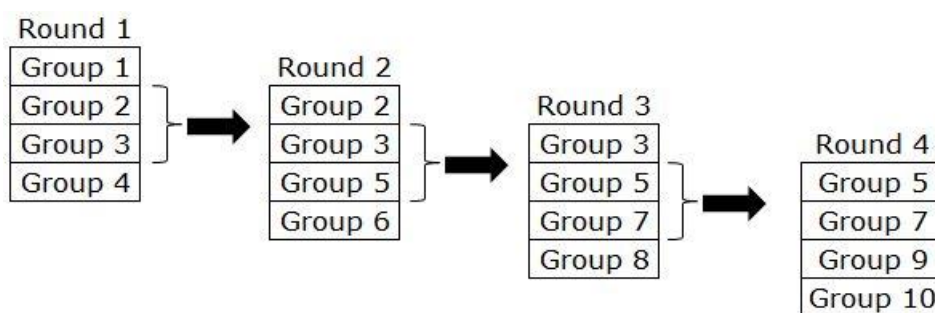 Round 1
Group 1
Group 2
Group 3
Group 4
Round 2
Group 2
Group 3
Group 5
Group 6
Round 3
Group 3
Group 5
Group 7
Group 8
Round 4
Group 5
Group 7
Group 9
Group 10